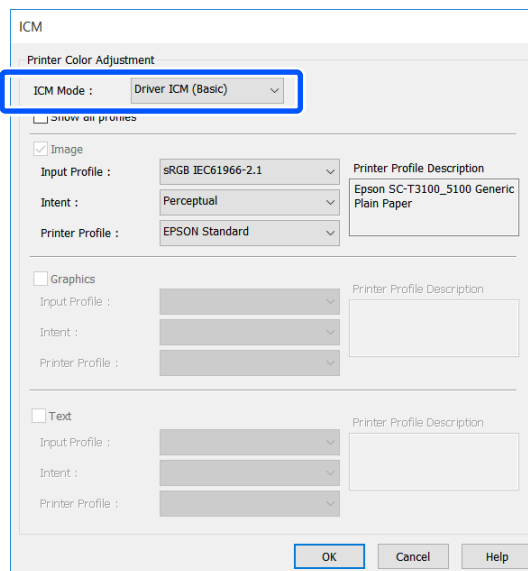 ICM
Printer Color Adjustment
ICM Mode : Driver ICM (Basic)
Show all profiles
Image
Input Profile : sRGB IEC61966-2.1
Printer Profile Description
Intent : Perceptual
Epson SC-T3100_5100 Generic
Plain Paper
Printer Profile : EPSON Standard
Graphics
Input Profile :
Printer Profile Description
Intent :
Printer Profile :
Text
Input Profile :
Printer Profile Description
Intent :
Printer Profile :
OK Cancel Help